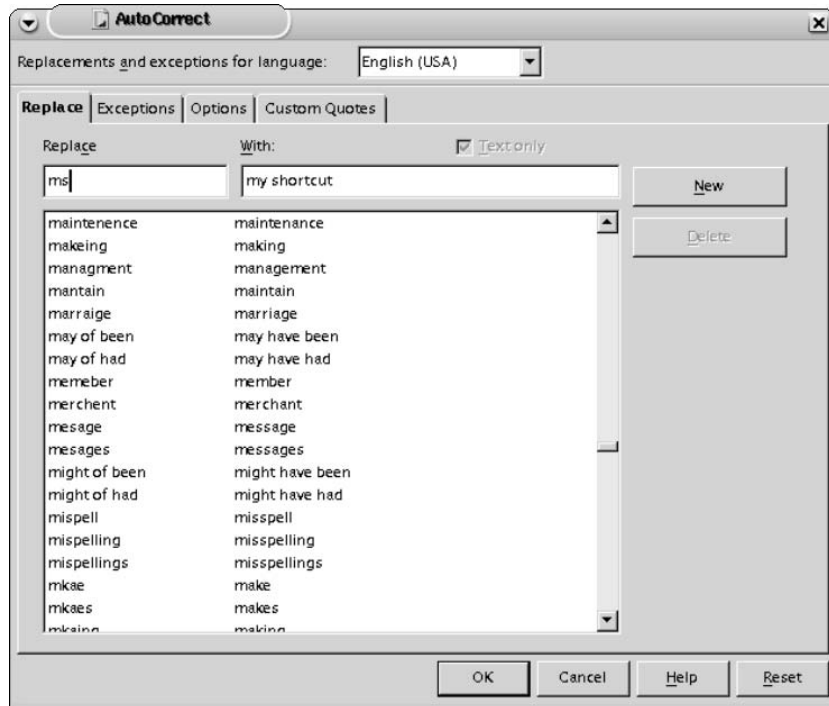 AutoCorrect
Replacements and exceptions for language: English (USA)
Replace Exceptions Options Custom Quotes
Replace With: Text only
ms my shortcut New
Delete
maintenence maintenance
makeing making
managment management
mantain maintain
marraige marriage
may of been may have been
may of had may have had
memeber member
merchent merchant
mesage message
mesages messages
might of been might have been
might of had might have had
mispell misspell
mispelling misspelling
mispellings misspellings
mkae make
mkaes makes
mkaing making
OK Cancel Help Reset